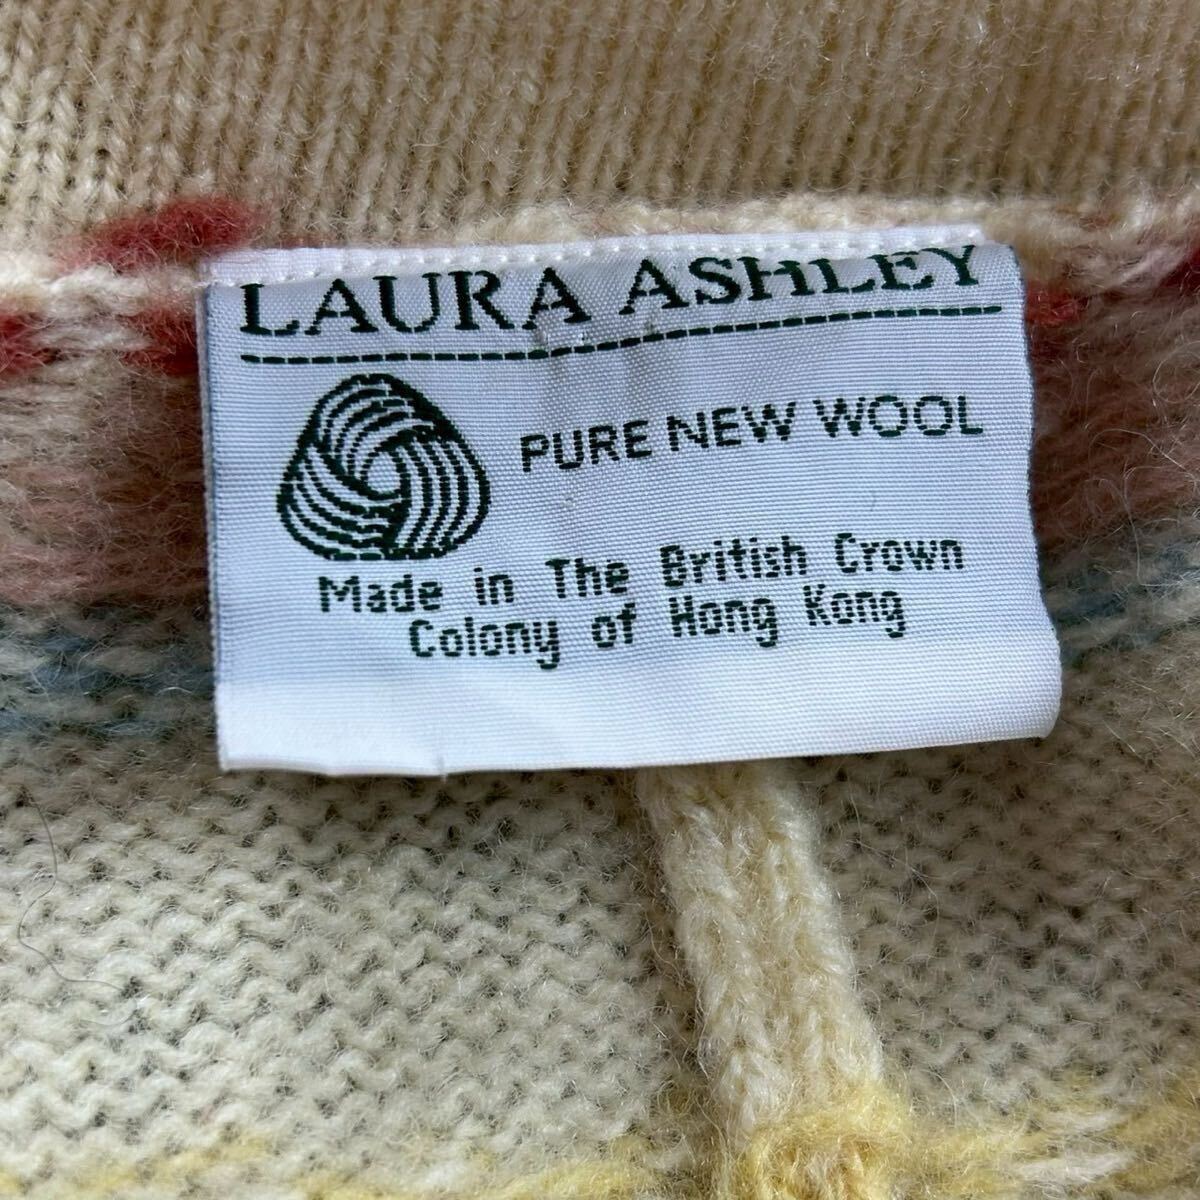 LAURA ASHLEY
PURE NEW WOOL
Made in The British Crown
Colony of Hong Kong